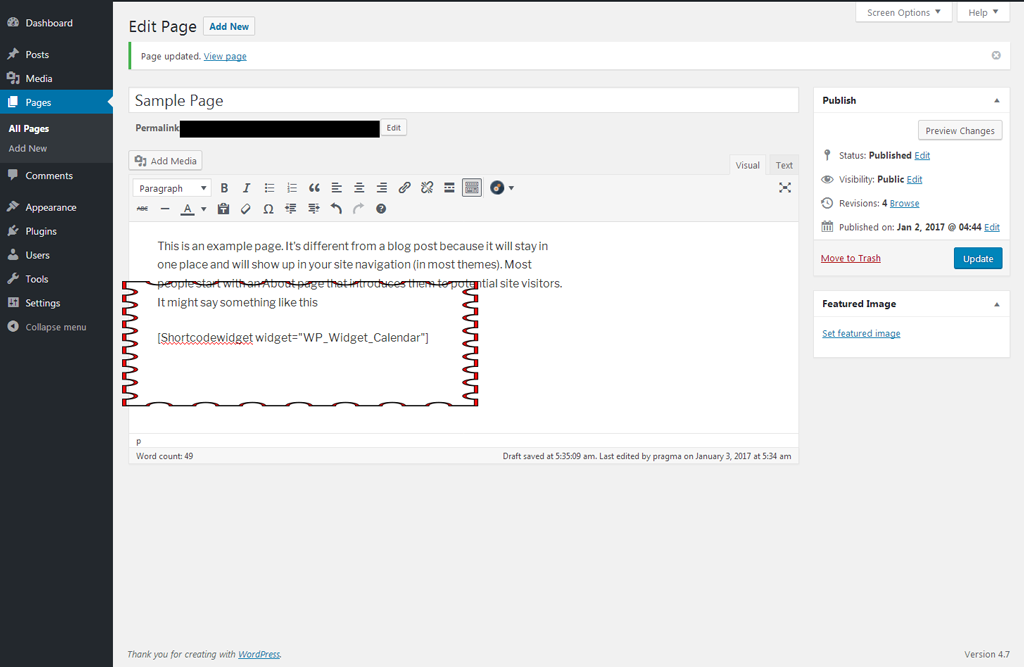 Screen Options Help
Dashboard
Edit Page Add New
Posts
Page updated. View page
Media
Pages
Sample Page
Publish
All Pages
Permalink Edit
Preview Changes
Add New
Add Media
Visual Text
Status: Published Edit
Comments
Paragraph B I
Visibility: Public Edit
Appearance
ABC A Ω
Revisions: 4 Browse
Plugins
Published on: Jan 2, 2017 @ 04:44 Edit
Users
This is an example page. It's different from a blog post because it will stay in
one place and will show up in your site navigation (in most themes). Most
people start with an About page that introduces them to potential site visitors.
It might say something like this
Move to Trash Update
Tools
Settings
Featured Image
Collapse menu
[Shortcodewidget widget="WP_Widget_Calendar"]
Set featured image
p
Word count: 49 Draft saved at 5:35:09 am. Last edited by pragma on January 3, 2017 at 5:34 am
Thank you for creating with WordPress. Version 4.7